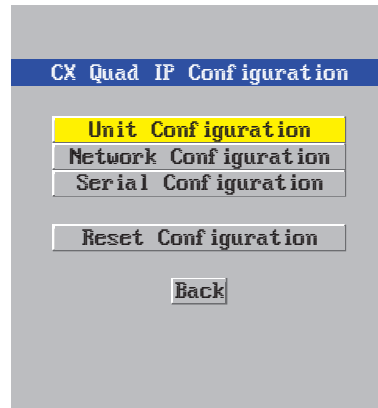 CX Quad IP Configuration
Unit Configuration
Network Configuration
Serial Configuration
Reset Configuration
Back